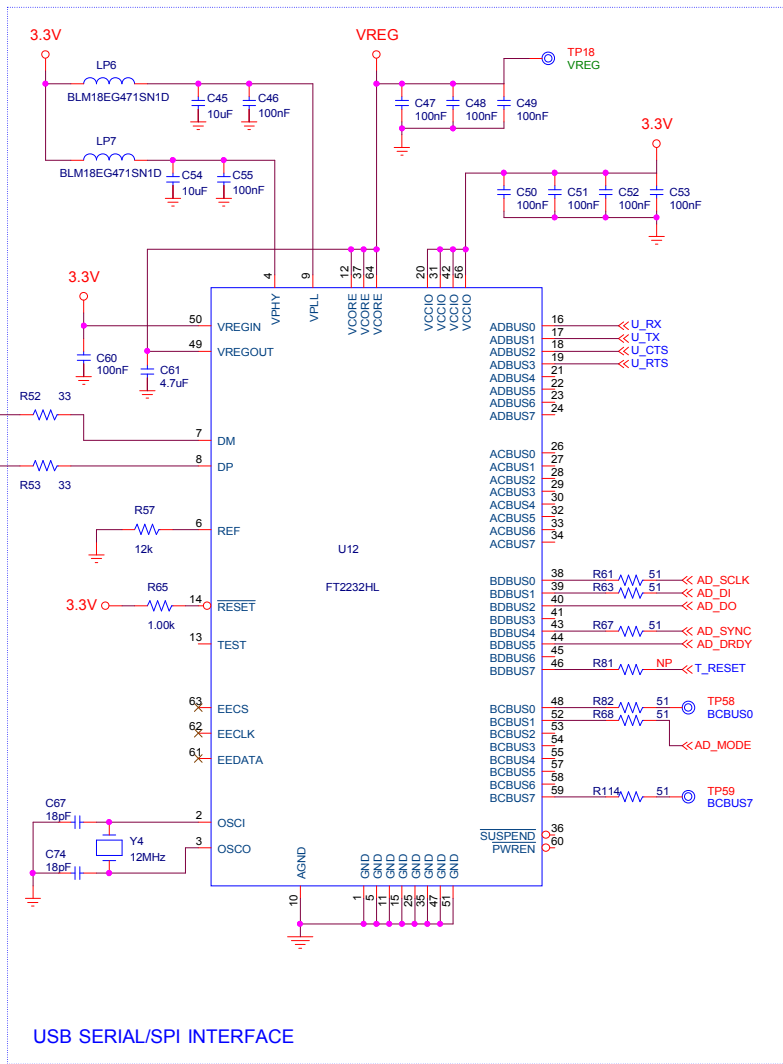 3.3V
LP6
BLM18EG471SN1D
C45
10uF
C46
100nF
LP7
BLM18EG471SN1D
C54
10uF
C55
100nF
VREG
TP18
VREG
C47
100nF
C48
100nF
C49
100nF
3.3V
C50
100nF
C51
100nF
C52
100nF
C53
100nF
4
VPHY
9
VPLL
12
VCORE
37
VCORE
64
VCORE
20
VCCIO
31
VCCIO
42
VCCIO
56
VCCIO
3.3V
50 VREGIN
49 VREGOUT
C60
100nF
C61
4.7uF
R52 33
7 DM
8 DP
R53 33
R57
12k
6 REF
R65
3.3V
1.00k
14 RESET
13 TEST
63 EECS
62 EECLK
61 EEDATA
C67
18pF
2 OSCI
Y4
12MHz
3 OSCO
C74
18pF
U12
FT2232HL
ADBUS0 16 U_RX
ADBUS1 17 U_TX
ADBUS2 18 U_CTS
ADBUS3 19 U_RTS
ADBUS4 21
ADBUS5 22
ADBUS6 23
ADBUS7 24
ACBUS0 26
ACBUS1 27
ACBUS2 28
ACBUS3 29
ACBUS4 30
ACBUS5 32
ACBUS6 33
ACBUS7 34
BDBUS0 38 R61 51 AD_SCLK
BDBUS1 39 R63 51 AD_DI
BDBUS2 40 AD_DO
BDBUS3 41
BDBUS4 43 R67 51 AD_SYNC
BDBUS5 44 AD_DRDY
BDBUS6 45
BDBUS7 46 R81 NP T_RESET
BCBUS0 48 R82 51 TP58
BCBUS0
BCBUS1 52 R68 51
BCBUS2 53
BCBUS3 54 AD_MODE
BCBUS4 55
BCBUS5 57
BCBUS6 58
BCBUS7 59 R114 51 TP59
BCBUS7
SUSPEND 36
PWREN 60
AGND
10
GND
1
GND
5
GND
11
GND
15
GND
25
GND
35
GND
47
GND
51
USB SERIAL/SPI INTERFACE